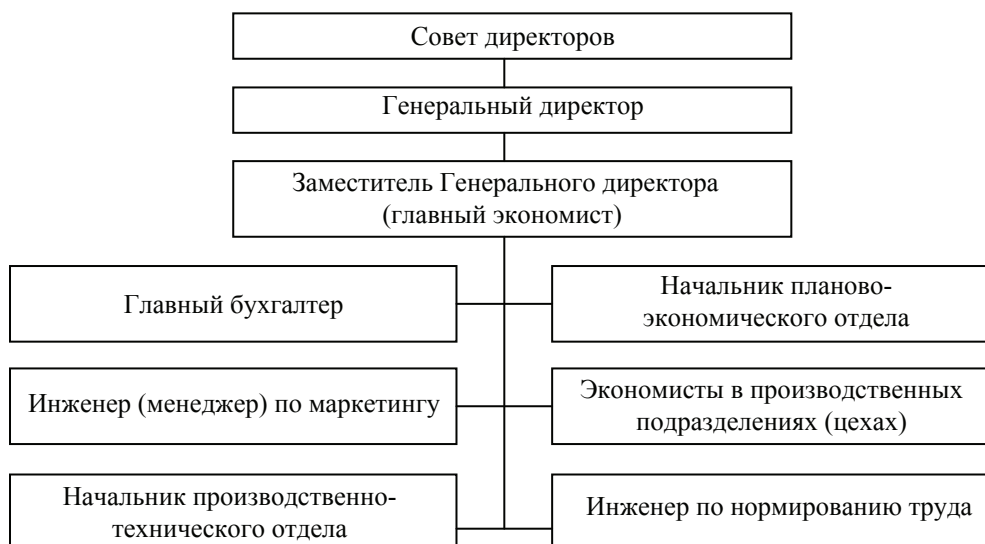 Совет директоров
Генеральный директор
Заместитель Генерального директора
(главный экономист)
Главный бухгалтер
Начальник планово-
экономического отдела
Инженер (менеджер) по маркетингу
Экономисты в производственных
подразделениях (цехах)
Начальник производственно-
технического отдела
Инженер по нормированию труда